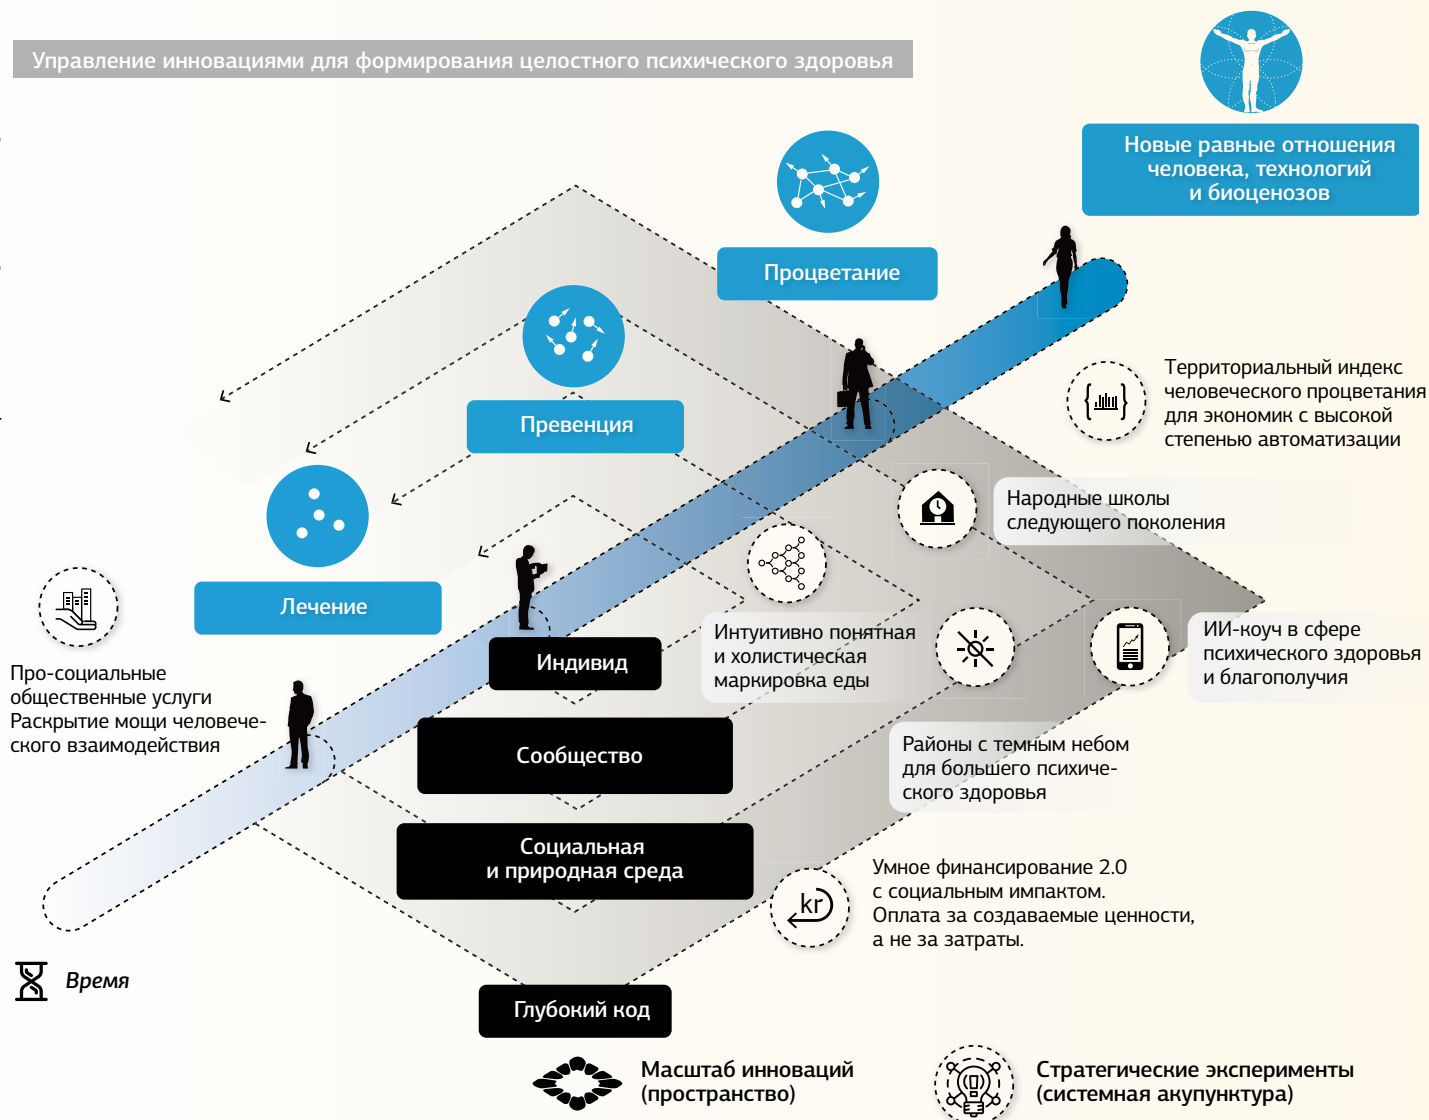 Управление инновациями для формирования целостного психического здоровья
Новые равные отношения
человека, технологий
и биоценозов
Процветание
Превенция
Лечение
Территориальный индекс
человеческого процветания
для экономик с высокой
степенью автоматизации
Народные школы
следующего поколения
Про-социальные
общественные услуги
Раскрытие мощи человече-
ского взаимодействия
Индивид
Интуитивно понятная
и холистическая
маркировка еды
ИИ-коуч в сфере
психического здоровья
и благополучия
Сообщество
Районы с темным небом
для большего психиче-
ского здоровья
Социальная
и природная среда
kr
Умное финансирование 2.0
с социальным импактом.
Оплата за создаваемые ценности,
а не за затраты.
Время
Глубокий код
Масштаб инноваций
(пространство)
Стратегические эксперименты
(системная акупунктура)